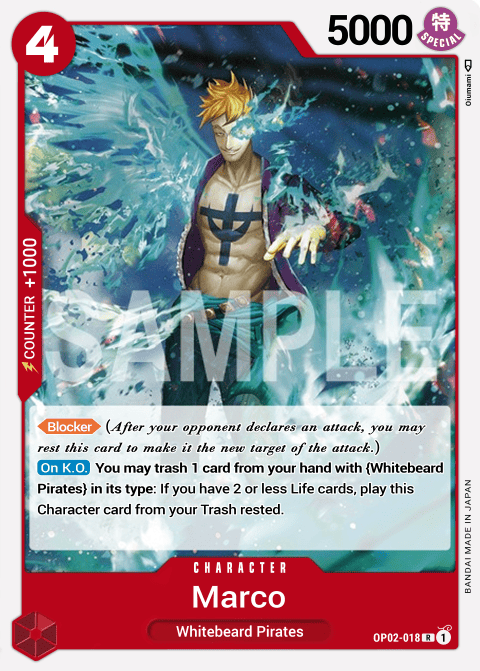 4
5000
特
SPECIAL
Oiumami
COUNTER +1000
SAMPLE
Blocker (After your opponent declares an attack, you may
rest this card to make it the new target of the attack.)
On K.O. You may trash 1 card from your hand with {Whitebeard
Pirates} in its type: If you have 2 or less Life cards, play this
Character card from your Trash rested.
BANDAI MADE IN JAPAN
CHARACTER
Marco
Whitebeard Pirates
OP02-018 R 1